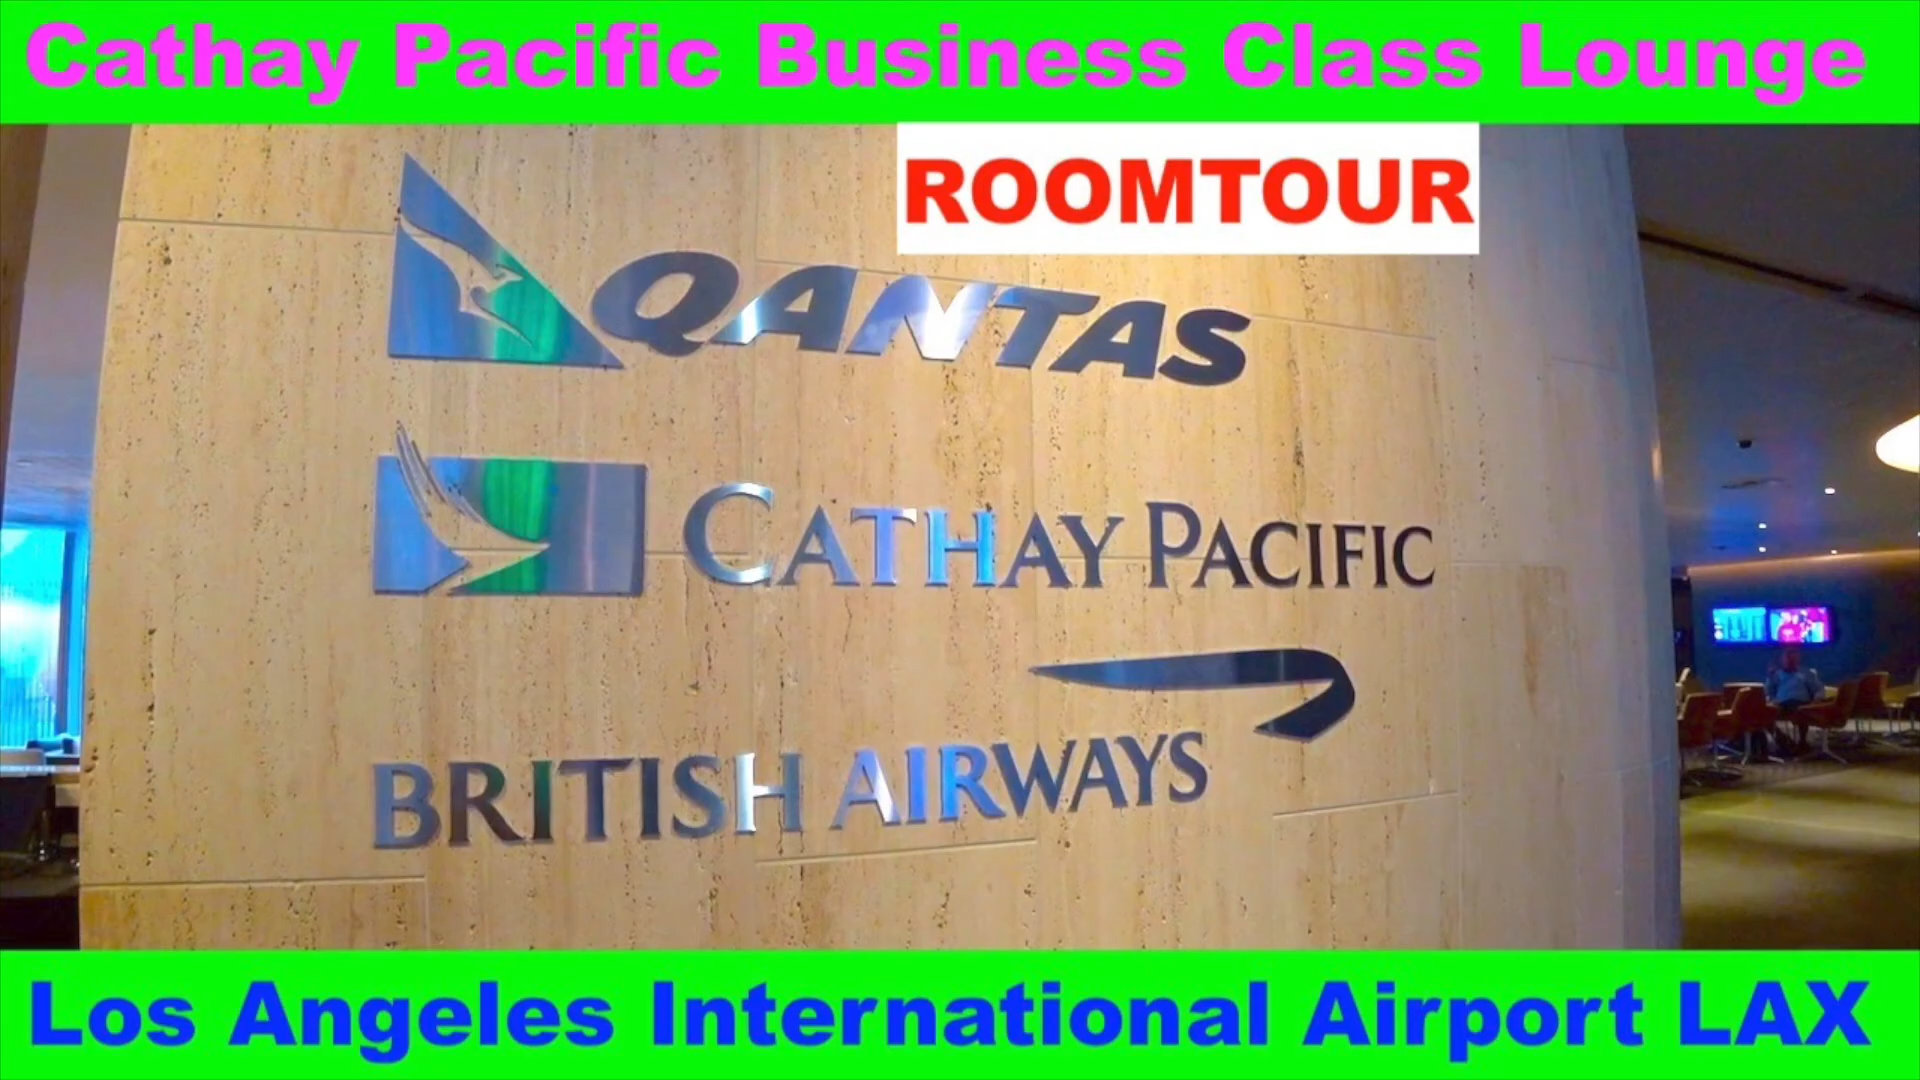 Cathay Pacific Business Class Lounge
ROOMTOUR
QANTAS
CATHAY PACIFIC
BRITISH AIRWAYS
Los Angeles International Airport LAX